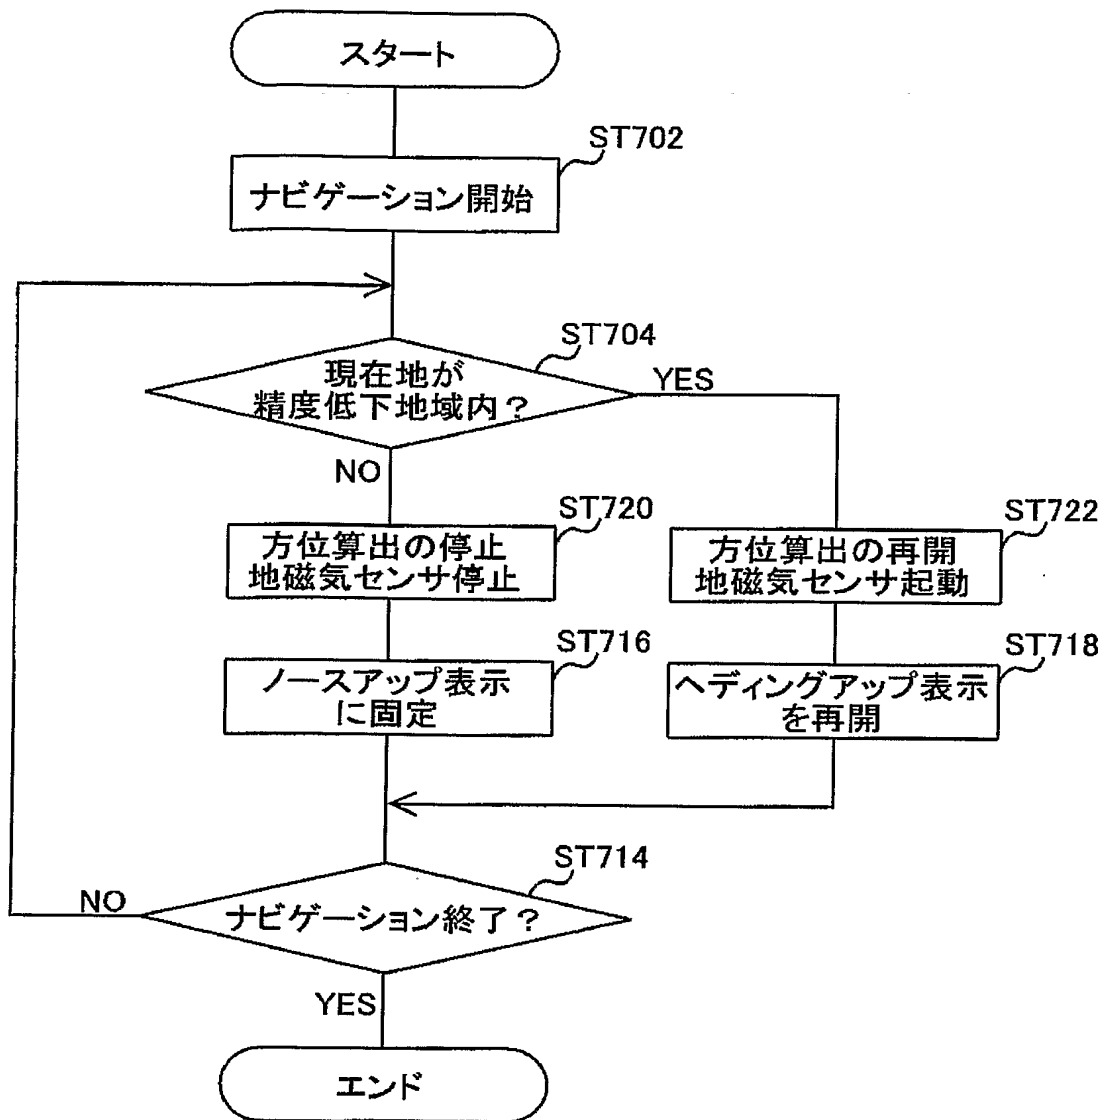 スタート
ST702
ナビゲーション開始
ST704
現在地が
精度低下地域内?
YES
NO
ST720
方位算出の停止
地磁気センサ停止
ST722
方位算出の再開
地磁気センサ起動
ST716
ノースアップ表示
に固定
ST718
ヘディングアップ表示
を再開
ST714
ナビゲーション終了?
NO
YES
エンド